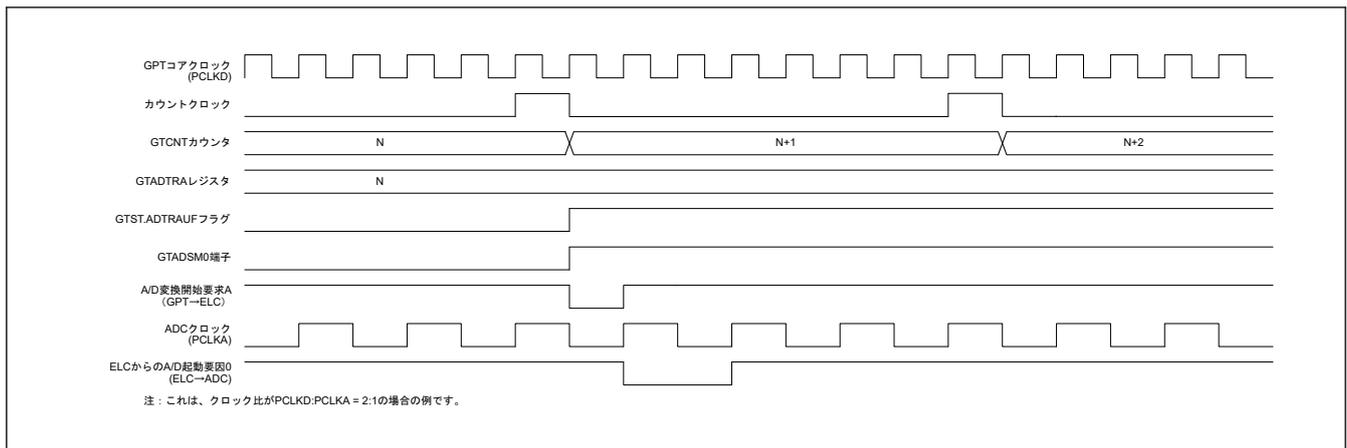 GPTコアクロック
(PCLKD)
カウントクロック
GTCNTカウンタ
N
N+1
N+2
GTADTRAレジスタ
N
GTST.ADTRAUFフラグ
GTADSM0端子
A/D変換開始要求A
（GPT→ELC）
ADCクロック
(PCLKA)
ELCからのA/D起動要因0
(ELC→ADC)
注：これは、クロック比がPCLKD:PCLKA = 2:1の場合の例です。